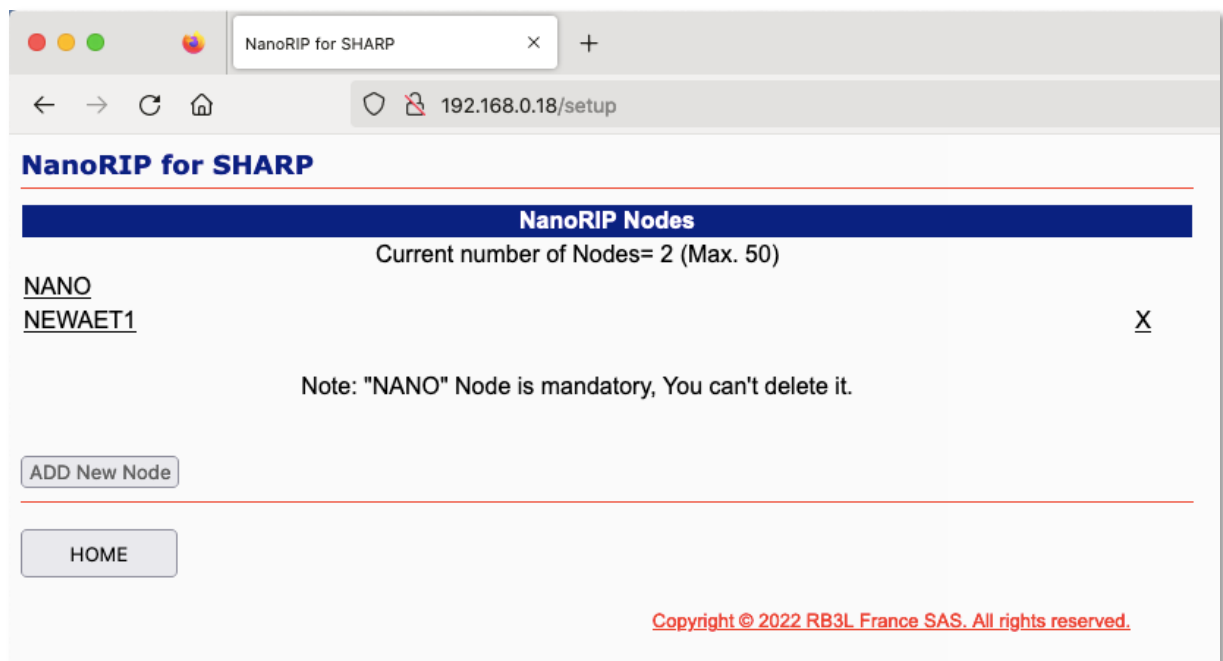 NanoRIP for SHARP
192.168.0.18/setup
NanoRIP for SHARP
NanoRIP Nodes
Current number of Nodes= 2 (Max. 50)
NANO
NEWAET1 X
Note: "NANO" Node is mandatory, You can't delete it.
ADD New Node
HOME
Copyright © 2022 RB3L France SAS. All rights reserved.